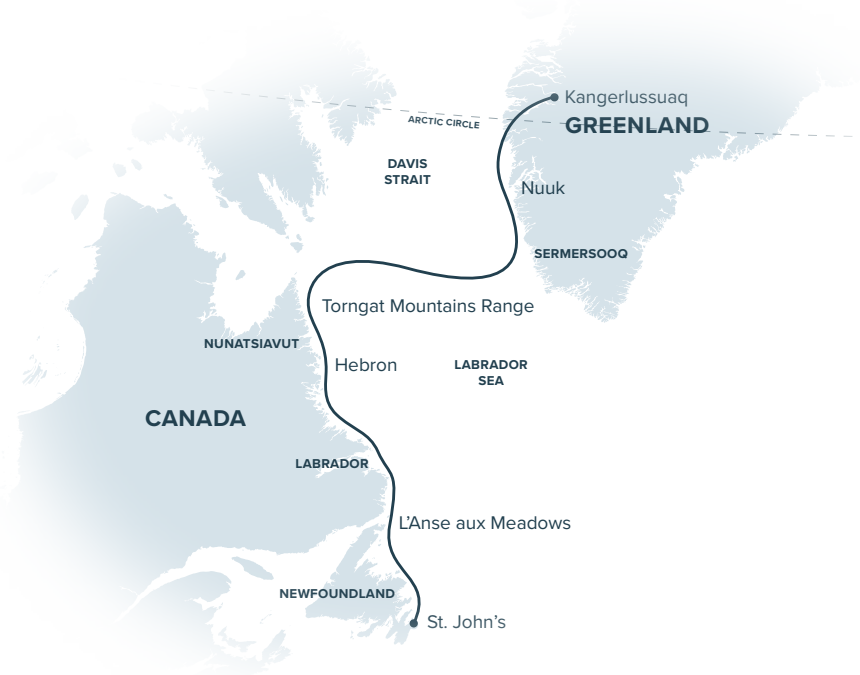 Kangerlussuaq
ARCTIC CIRCLE
GREENLAND
DAVIS
STRAIT
Nuuk
SERMERSOOQ
Torngat Mountains Range
NUNATSIAVUT
Hebron
LABRADOR
SEA
CANADA
LABRADOR
L'Anse aux Meadows
NEWFOUNDLAND
St. John's